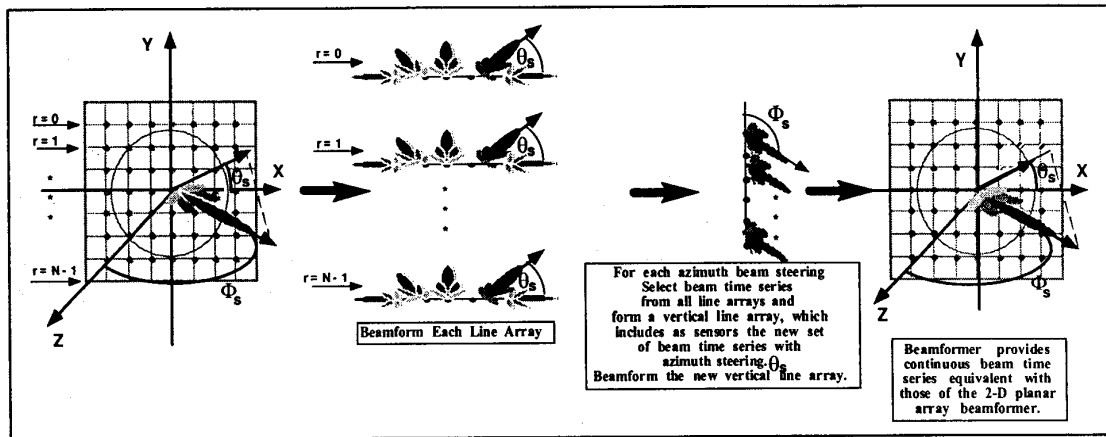 Y
r = 0
r = 1
X
θs
r = N - 1
Φs
Z
r = 0
θs
r = 1
θs
r = N - 1
θs
Beamform Each Line Array
Φs
For each azimuth beam steering
Select beam time series
from all line arrays and
form a vertical line array, which
includes as sensors the new set
of beam time series with
azimuth steering. θs
Beamform the new vertical line array.
Y
X
θs
Φs
Z
Beamformer provides
continuous beam time
series equivalent with
those of the 2-D planar
array beamformer.